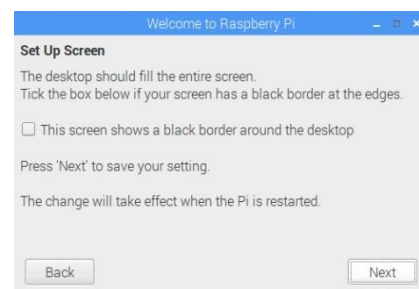 Welcome to Raspberry Pi
Set Up Screen
The desktop should fill the entire screen.
Tick the box below if your screen has a black border at the edges.
This screen shows a black border around the desktop
Press 'Next' to save your setting.
The change will take effect when the Pi is restarted.
Back
Next